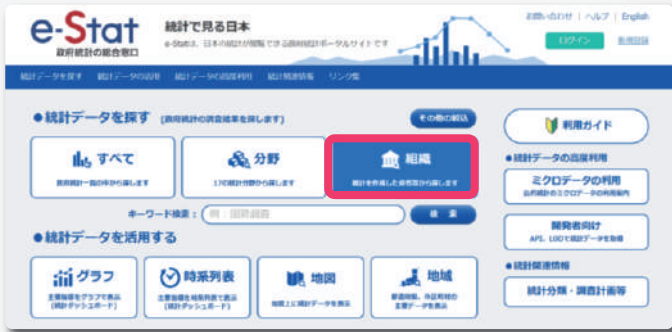 e-Stat
政府統計の総合窓口
統計で見る日本
e-Statは、日本の統計が閲覧できる政府統計ポータルサイトです
お問い合わせ | ヘルプ | English
ログイン 新規登録
統計データを探す 統計データの活用 統計データの高度利用 統計関連情報 リンク集
●統計データを探す (政府統計の調査結果を探します)
その他の絞込
すべて
政府統計一覧の中から探します
分野
17の統計分野から探します
組織
統計を作成した府省等から探します
キーワード検索： 例：国勢調査
検索
●統計データを活用する
グラフ
主要指標をグラフで表示
(統計ダッシュボード)
時系列表
主要指標を時系列表で表示
(統計ダッシュボード)
地図
地図上に統計データを表示
地域
都道府県、市区町村の
主要データを表示
利用ガイド
●統計データの高度利用
ミクロデータの利用
公的統計のミクロデータの利用案内
開発者向け
API、LODで統計データを取得
●統計関連情報
統計分類・調査計画等